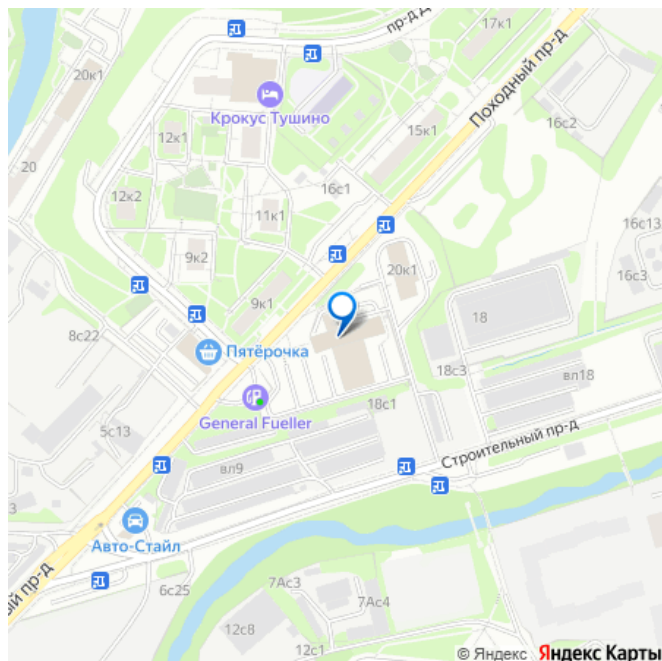 17к1
пр-д Д
20к1
Крокус Тушино
Походный пр-д
16с2
12к1
15к1
20
16с1
12к2
11к1
16с13
9к2
20к1
16с3
9к1
18
8с22
Пятёрочка
18с3
вл18
General Fueller
18с1
5с13
Строительный пр-д
вл9
3
Авто-Стайл
ый пр-д
6с25
7Ас3
7Ас4
12с8
12с1
© Яндекс Яндекс Карты